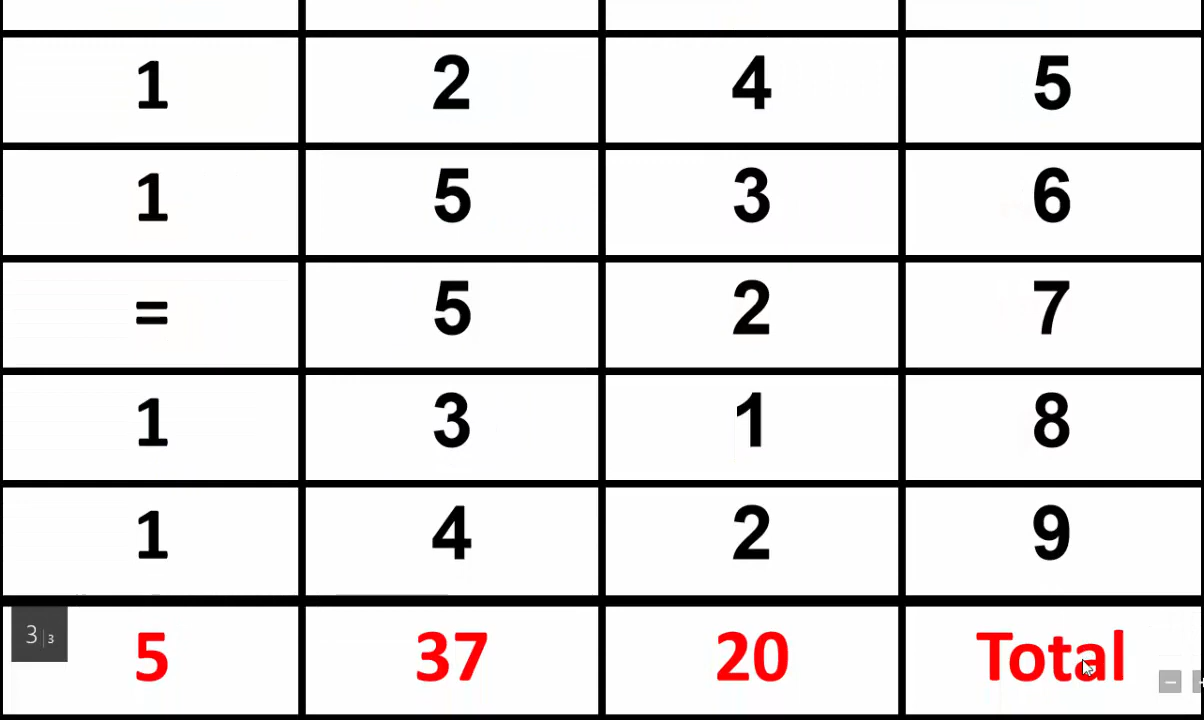 1 2 4 5
1 5 3 6
= 5 2 7
1 3 1 8
1 4 2 9
5 37 20 Total
3 | 3